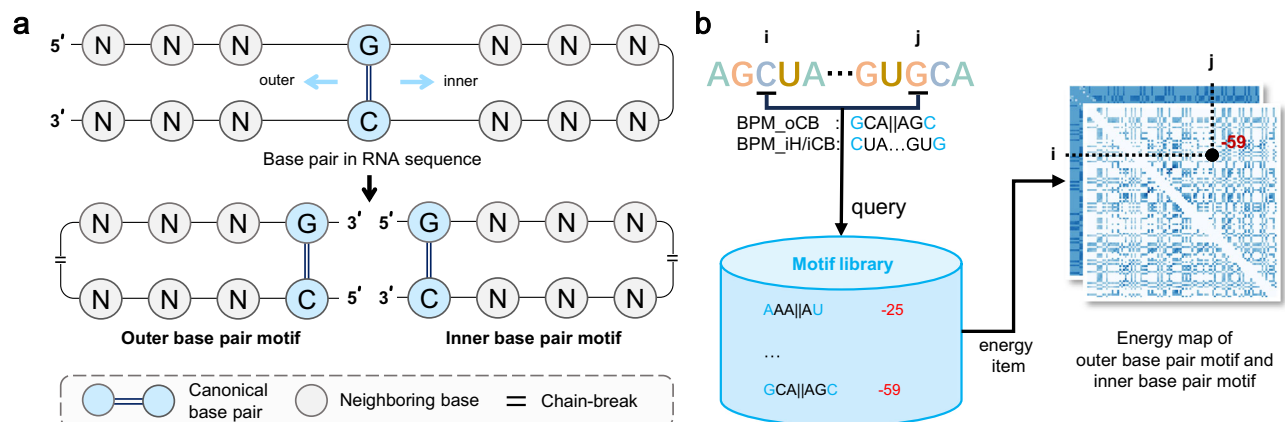 a
5′ N N N G N N N
outer inner
3′ N N N C N N N
Base pair in RNA sequence
N N N G 3′ 5′ G N N N
N N N C 5′ 3′ C N N N
Outer base pair motif Inner base pair motif
Canonical
base pair
Neighboring base
Chain-break
b
i j
AGCUA···GUGCA
BPM_oCB : GCA||AGC
BPM_iH/iCB: CUA...GUG
query
Motif library
AAA||AU -25
...
GCA||AGC -59
energy
item
j
i
-59
Energy map of
outer base pair motif and
inner base pair motif